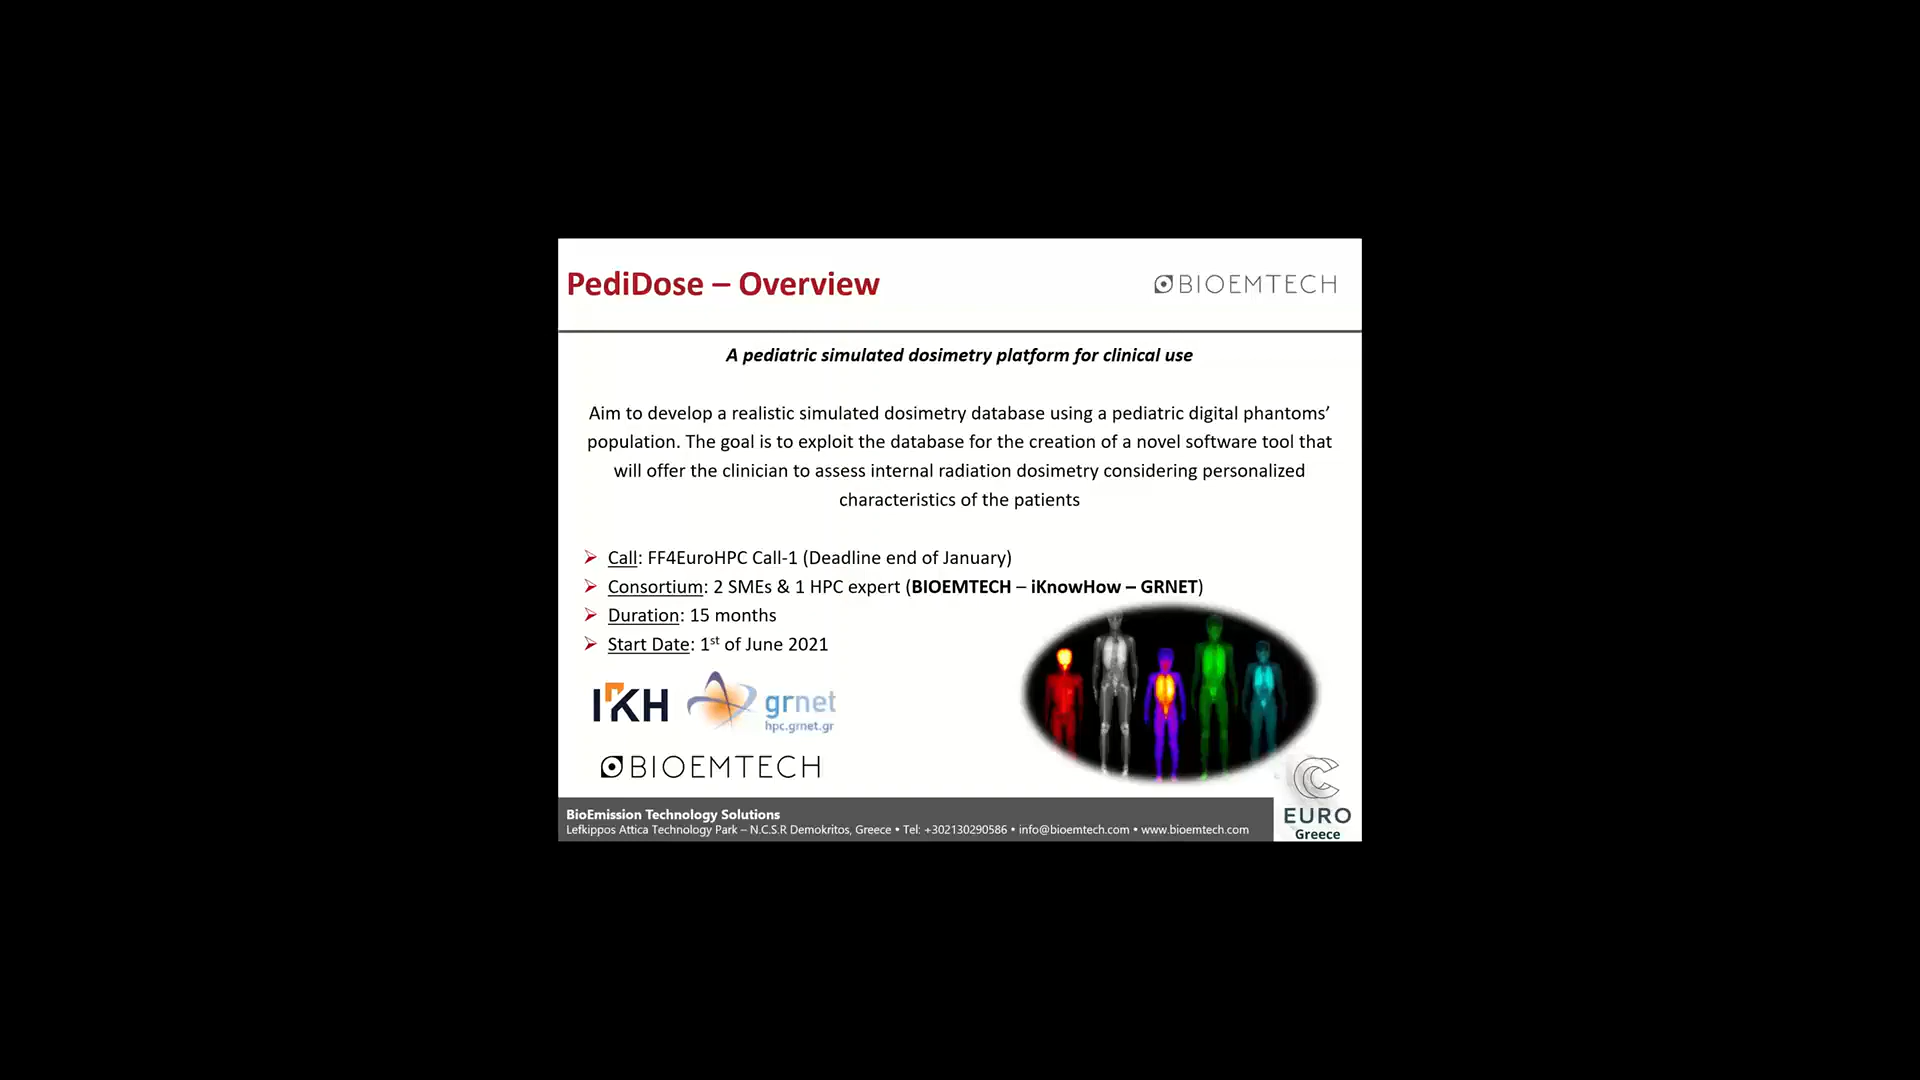 PediDose – Overview
BIOEMTECH
A pediatric simulated dosimetry platform for clinical use
Aim to develop a realistic simulated dosimetry database using a pediatric digital phantoms’
population. The goal is to exploit the database for the creation of a novel software tool that
will offer the clinician to assess internal radiation dosimetry considering personalized
characteristics of the patients
➢ Call: FF4EuroHPC Call-1 (Deadline end of January)
➢ Consortium: 2 SMEs & 1 HPC expert (BIOEMTECH – iKnowHow – GRNET)
➢ Duration: 15 months
➢ Start Date: 1st of June 2021
IKH
grnet
hpc.grnet.gr
BIOEMTECH
BioEmission Technology Solutions
Lefkippos Attica Technology Park – N.C.S.R Demokritos, Greece • Tel: +302130290586 • info@bioemtech.com • www.bioemtech.com
EURO
Greece